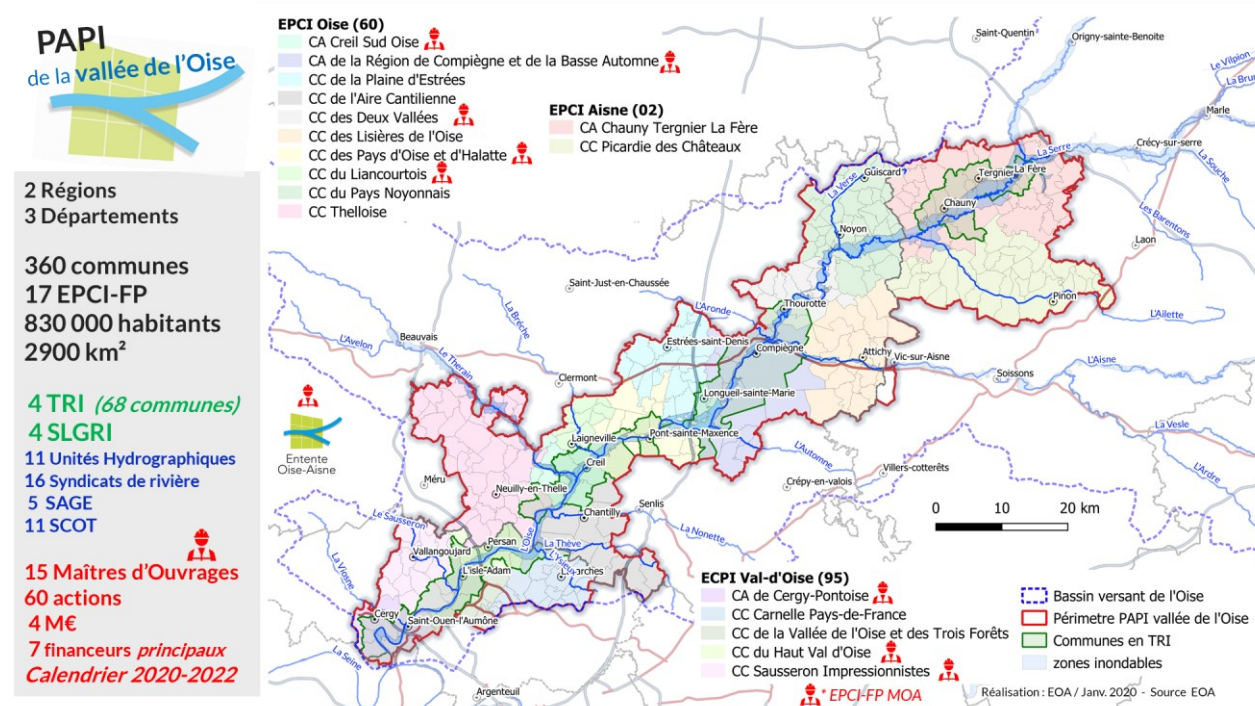 PAPI
de la vallée de l'Oise
2 Régions
3 Départements
360 communes
17 EPCI-FP
830 000 habitants
2900 km²
4 TRI (68 communes)
4 SLGRI
11 Unités Hydrographiques
16 Syndicats de rivière
5 SAGE
11 SCOT
15 Maîtres d'Ouvrages
60 actions
4 M€
7 financeurs principaux
Calendrier 2020-2022
EPCI Oise (60)
CA Creil Sud Oise
CA de la Région de Compiègne et de la Basse Automne
CC de la Plaine d'Estrées
CC de l'Aire Cantilienne
CC des Deux Vallées
CC des Lisières de l'Oise
CC des Pays d'Oise et d'Halatte
CC du Liancourtois
CC du Pays Noyonnais
CC Thelloise
EPCI Aisne (02)
CA Chauny Tergnier La Fère
CC Picardie des Châteaux
Saint-Quentin
Origny-sainte-Benoite
Le Vilpion
La Bru
Marle
Crécy-sur-serre
La Serre
La Souche
Les Barentons
Laon
La Fère
Tergnier
Chauny
Guiscard
La Verse
Noyon
Pinon
L'Ailette
Saint-Just-en-Chaussée
L'Aronde
Thourotte
La Brèche
Estrées-saint-Denis
Compiègne
Attichy
Vic-sur-Aisne
L'Aisne
Soissons
Beauvais
L'Avelon
Le Therain
Clermont
Longueil-sainte-Marie
La Vesle
L'Ardre
Entente
Oise-Aisne
Laigneville
Pont-sainte-Maxence
L'Automne
Villers-cotterêts
Crépy-en-valois
Creil
Méru
Neuilly-en-Thelle
Senlis
Chantilly
La Nonette
Le Sausseron
L'Oise
Persan
La Thève
L'Ysieux
Vallangoujard
La Viosne
L'isle-Adam
Cergy
Saint-Ouen-l'Aumône
La Seine
Argenteuil
0 10 20 km
ECPI Val-d'Oise (95)
CA de Cergy-Pontoise
CC Carnelle Pays-de-France
CC de la Vallée de l'Oise et des Trois Forêts
CC du Haut Val d'Oise
CC Sausseron Impressionnistes
* EPCI-FP MOA
Bassin versant de l'Oise
Périmetre PAPI vallée de l'Oise
Communes en TRI
zones inondables
Réalisation : EOA / Janv. 2020 - Source EOA